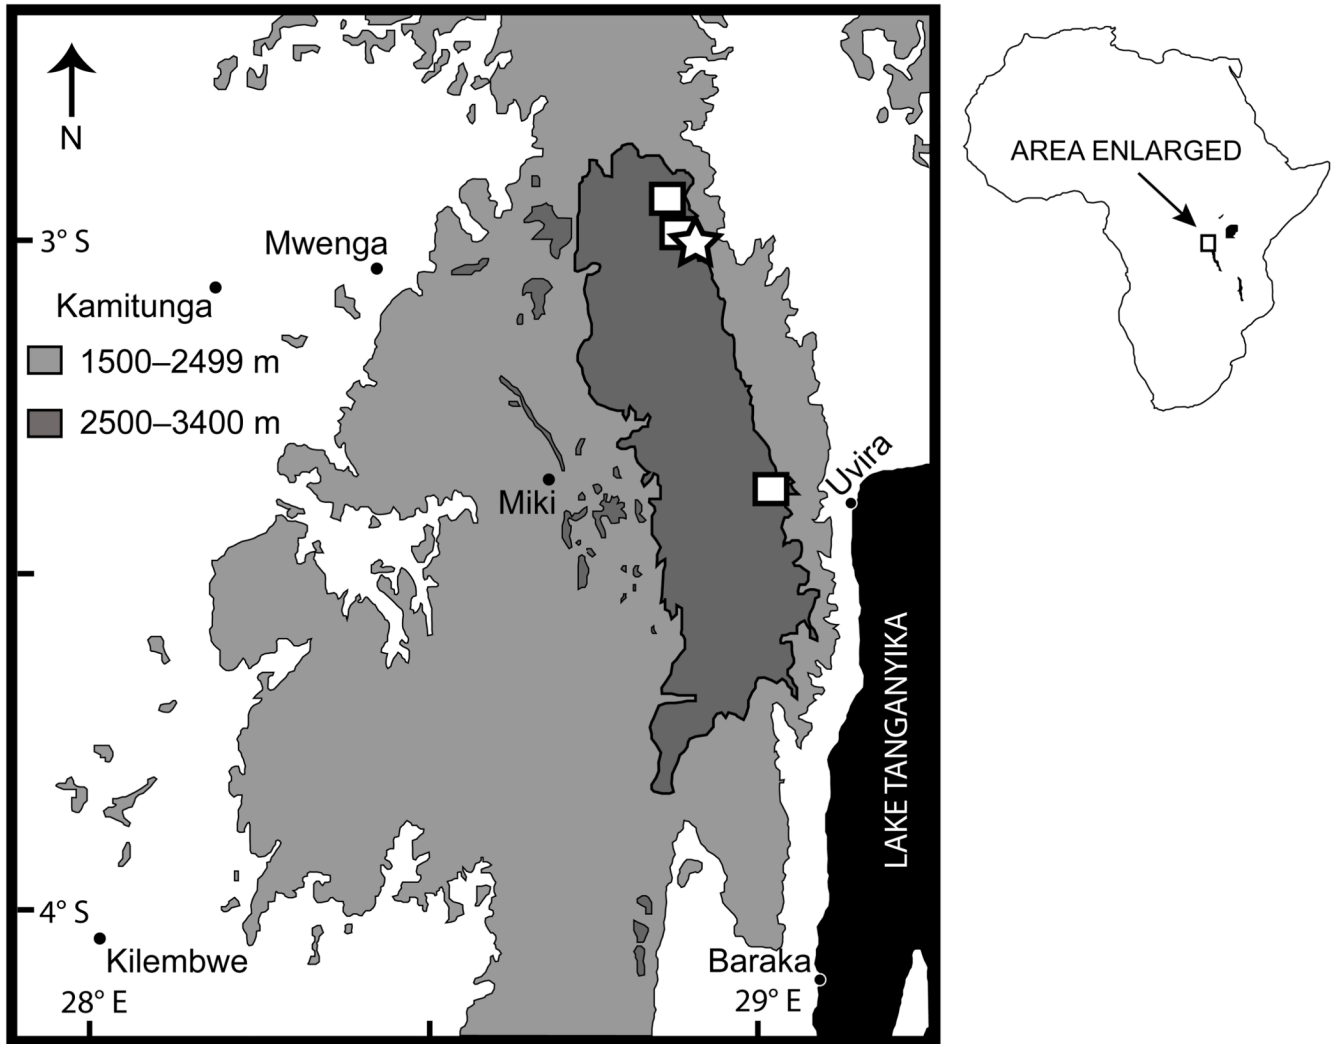 N
AREA ENLARGED
3° S
Mwenga
Kamitunga
1500–2499 m
2500–3400 m
Miki
Uvira
LAKE TANGANYIKA
4° S
Kilembwe
Baraka
28° E
29° E